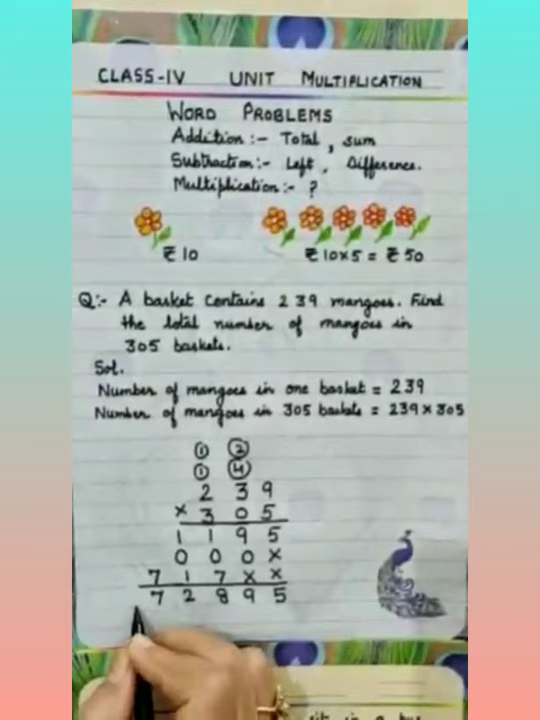 CLASS-IV UNIT MULTIPLICATION
WORD PROBLEMS
Addition:- Total, sum
Subtraction:- Left, Difference.
Multiplication:- ?
₹10 ₹10×5 = ₹50
Q:- A basket contains 239 mangoes. Find
the total number of mangoes in
305 baskets.
Sol.
Number of mangoes in one basket = 239
Number of mangoes in 305 baskets = 239×305
① ②
① ④
2 3 9
× 3 0 5
1 1 9 5
0 0 0 ×
7 1 7 × ×
7 2 8 9 5